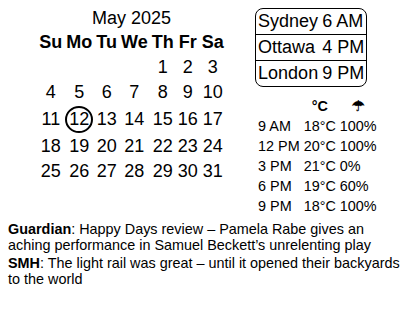 May 2025
Su Mo Tu We Th Fr Sa
1 2 3
4 5 6 7 8 9 10
11 12 13 14 15 16 17
18 19 20 21 22 23 24
25 26 27 28 29 30 31
Sydney 6 AM
Ottawa 4 PM
London 9 PM
°C ☂
9 AM 18°C 100%
12 PM 20°C 100%
3 PM 21°C 0%
6 PM 19°C 60%
9 PM 18°C 100%
Guardian: Happy Days review – Pamela Rabe gives an
aching performance in Samuel Beckett’s unrelenting play
SMH: The light rail was great – until it opened their backyards
to the world